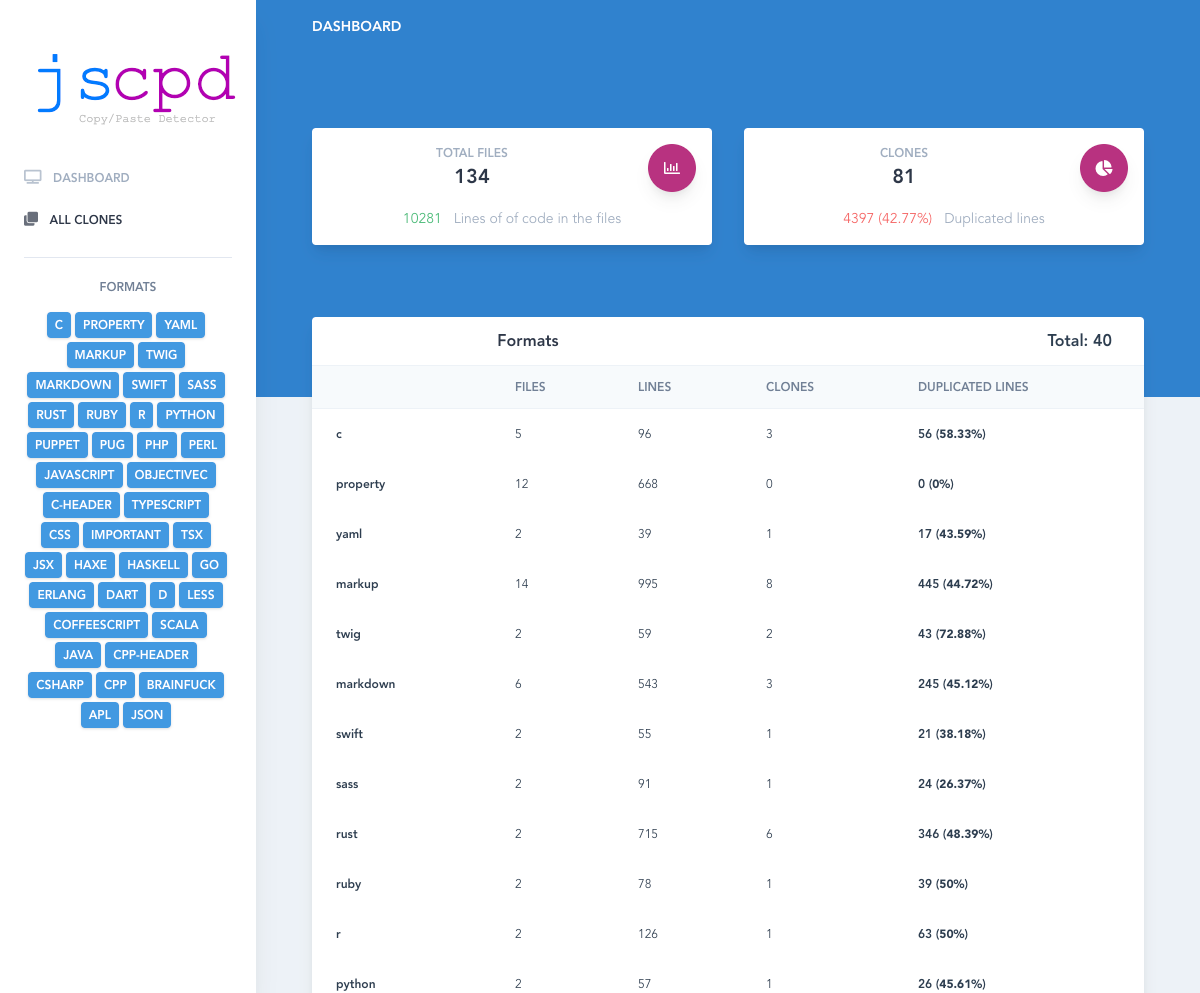 jscpd
Copy/Paste Detector
DASHBOARD
ALL CLONES
FORMATS
C PROPERTY YAML
MARKUP TWIG
MARKDOWN SWIFT SASS
RUST RUBY R PYTHON
PUPPET PUG PHP PERL
JAVASCRIPT OBJECTIVEC
C-HEADER TYPESCRIPT
CSS IMPORTANT TSX
JSX HAXE HASKELL GO
ERLANG DART D LESS
COFFEESCRIPT SCALA
JAVA CPP-HEADER
CSHARP CPP BRAINFUCK
APL JSON
DASHBOARD
TOTAL FILES
134
10281 Lines of of code in the files
CLONES
81
4397 (42.77%) Duplicated lines
Formats Total: 40
FILES LINES CLONES DUPLICATED LINES
c 5 96 3 56 (58.33%)
property 12 668 0 0 (0%)
yaml 2 39 1 17 (43.59%)
markup 14 995 8 445 (44.72%)
twig 2 59 2 43 (72.88%)
markdown 6 543 3 245 (45.12%)
swift 2 55 1 21 (38.18%)
sass 2 91 1 24 (26.37%)
rust 2 715 6 346 (48.39%)
ruby 2 78 1 39 (50%)
r 2 126 1 63 (50%)
python 2 57 1 26 (45.61%)